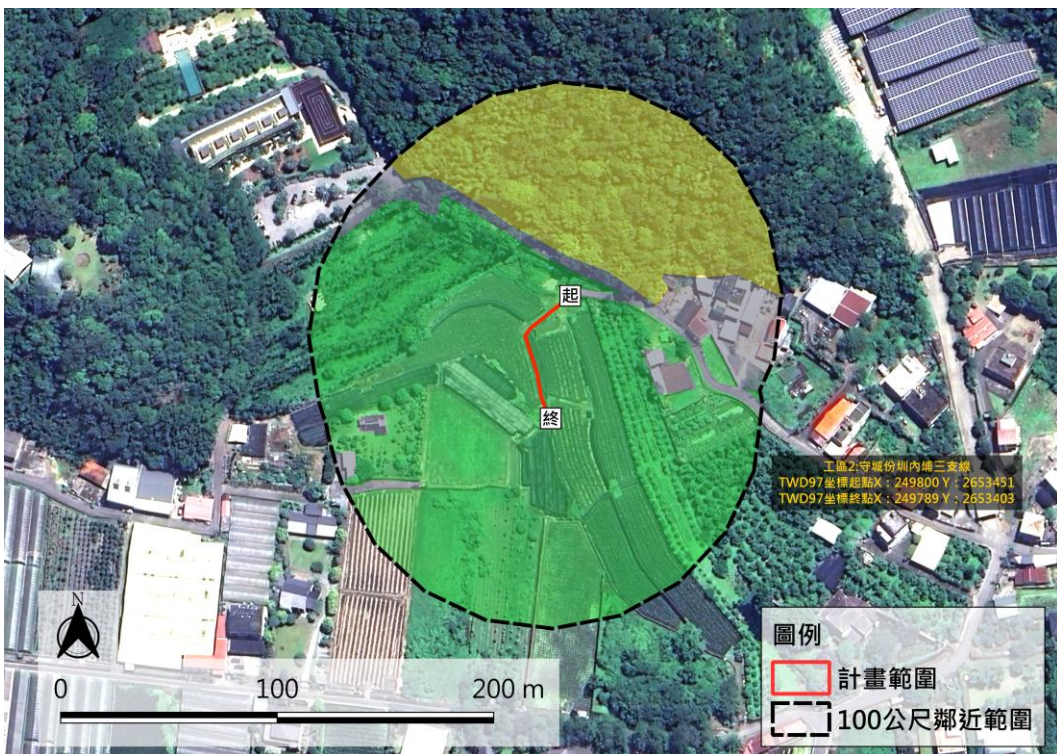 起
終
工區2:守城份圳內埔三支線
TWD97坐標起點X：249800 Y：2653451
TWD97坐標終點X：249789 Y：2653403
N
0 100 200 m
圖例
計畫範圍
100公尺鄰近範圍